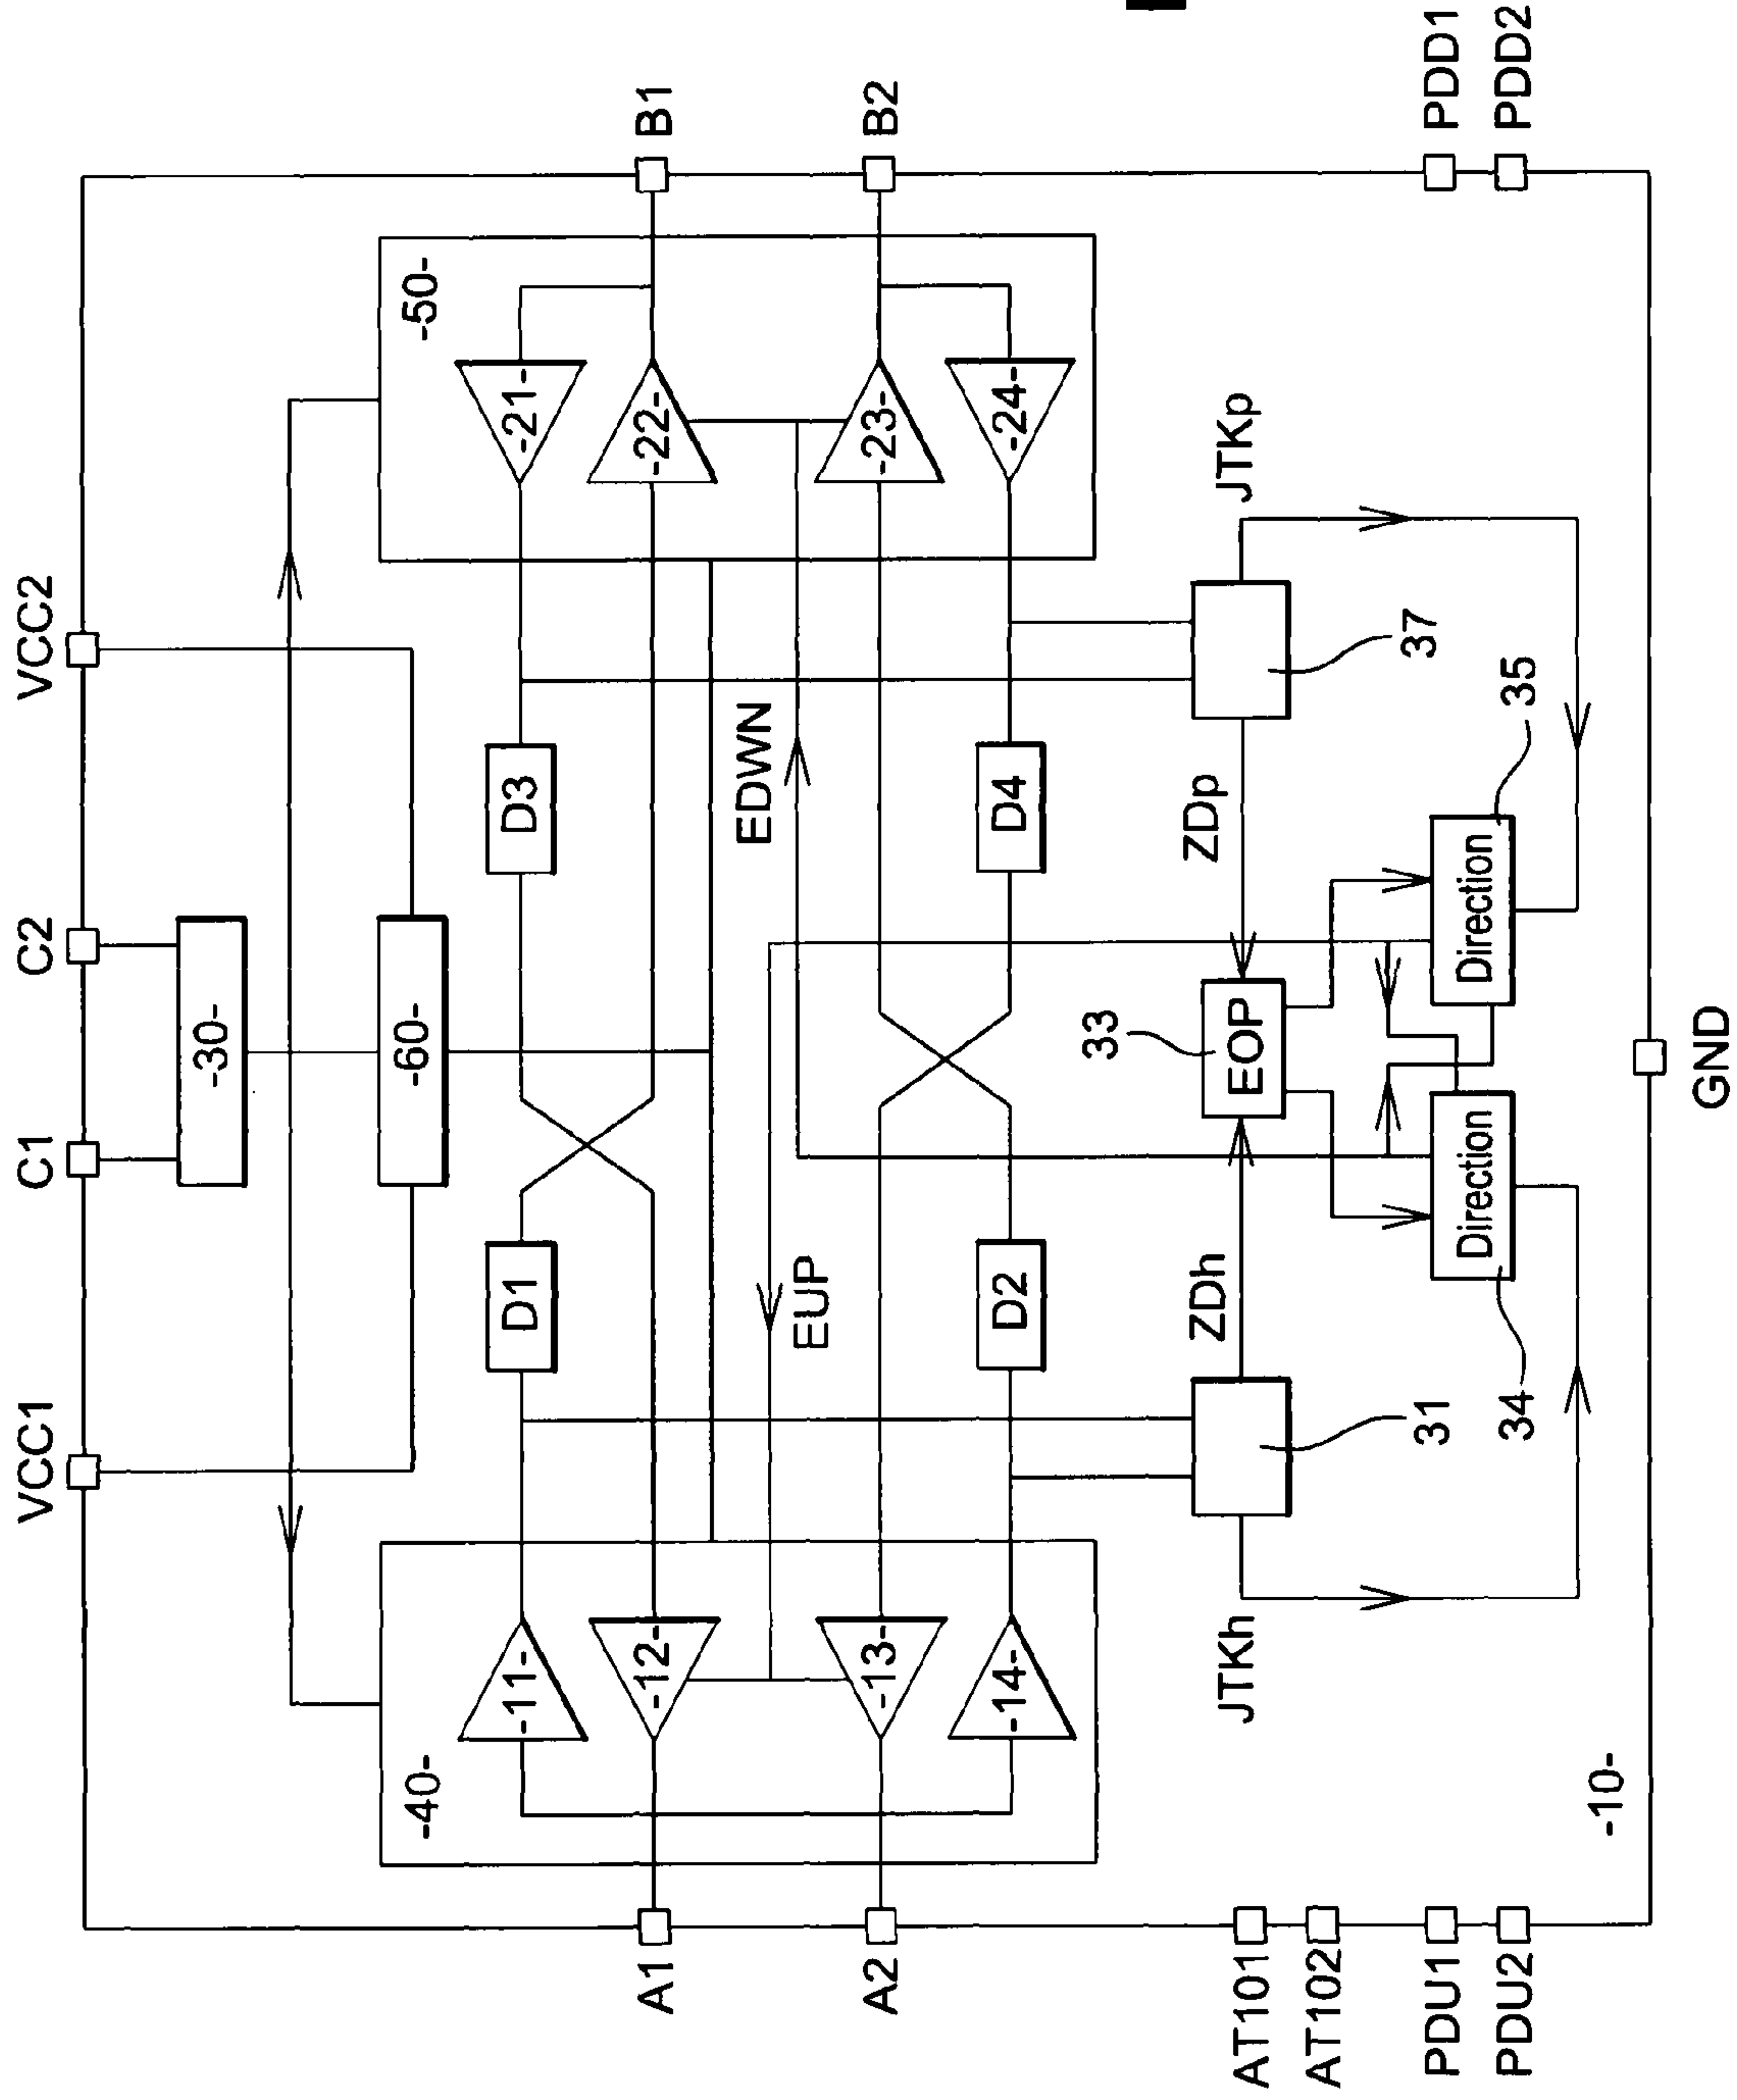 VCC1
C1
C2
VCC2
-30-
-60-
-40-
-50-
-11-
D1
D3
-21-
A1
-12-
-22-
B1
EUP
EDWN
A2
-13-
-23-
B2
-14-
D2
D4
-24-
33
AT101
JTKh
ZDh
EOP
ZDp
JTKp
AT102
31
37
PDU1
PDD1
34
Direction
Direction
35
PDU2
PDD2
-10-
GND